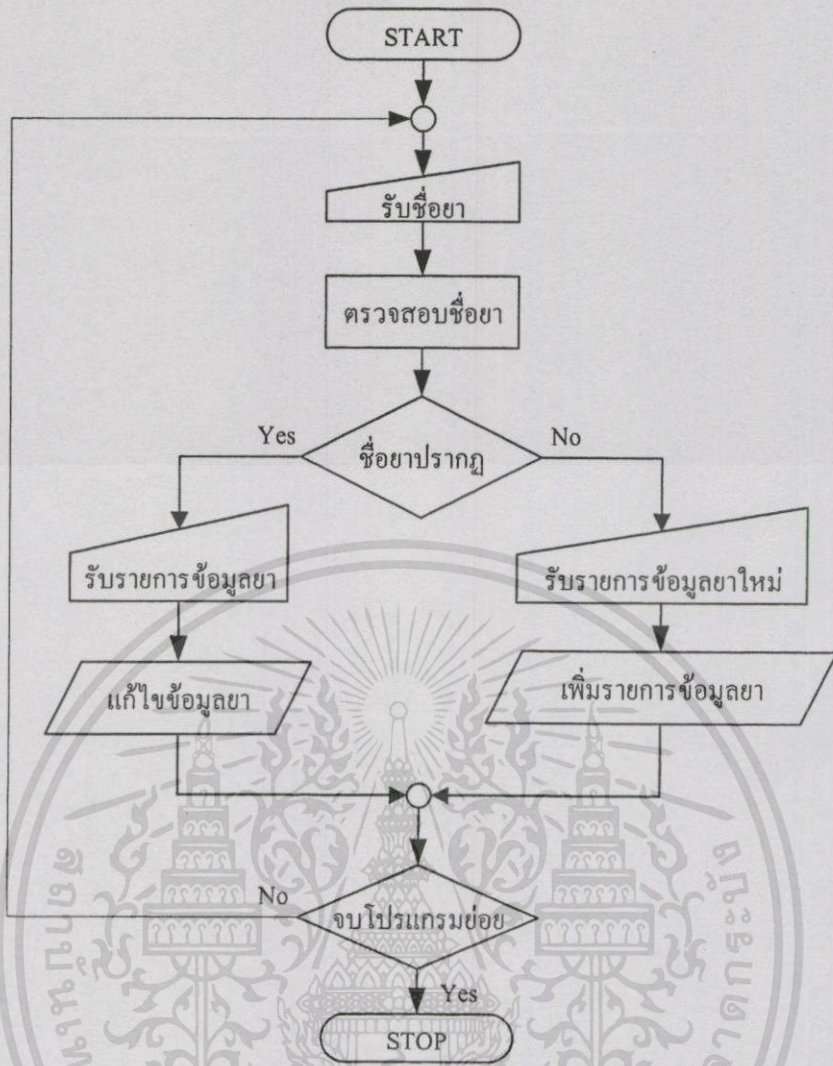 START
รับชื่อยา
ตรวจสอบชื่อยา
Yes
ชื่อยาปรากฏ
No
รับรายการข้อมูลยา
รับรายการข้อมูลยาใหม่
แก้ไขข้อมูลยา
เพิ่มรายการข้อมูลยา
No
จบโปรแกรมย่อย
Yes
STOP